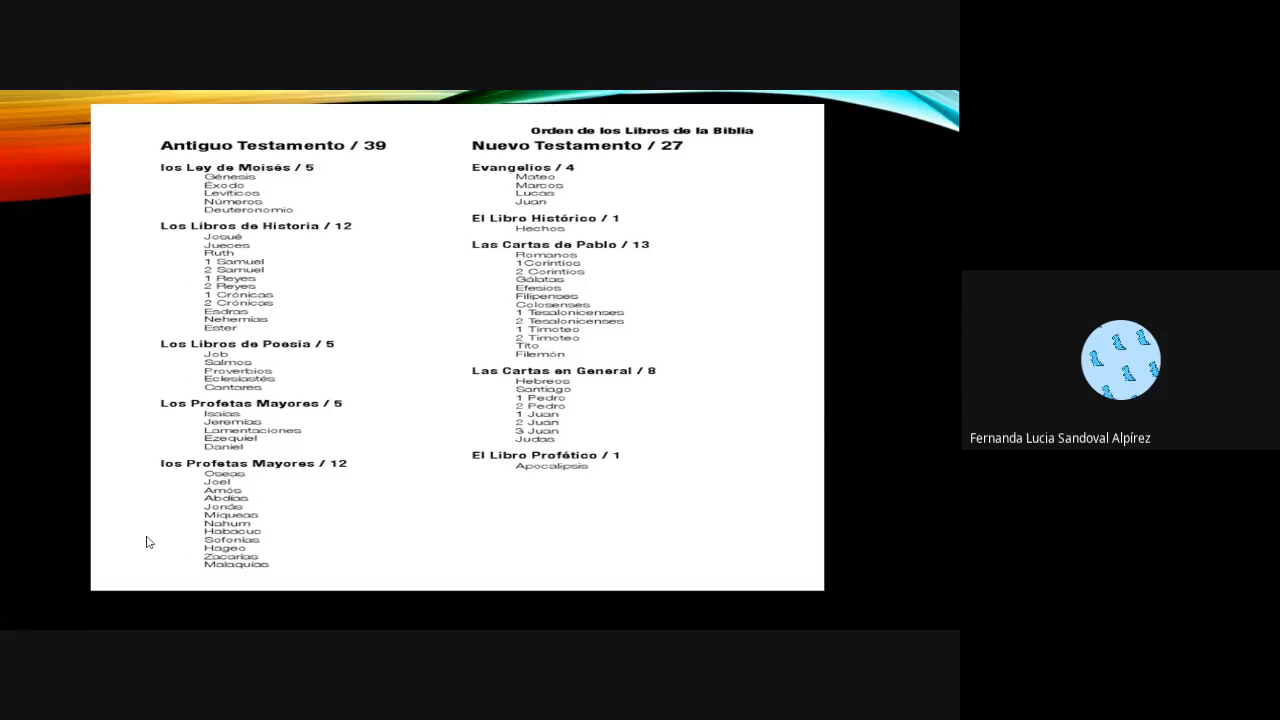 Orden de los Libros de la Biblia
Antiguo Testamento / 39
los Ley de Moisés / 5
Génesis
Éxodo
Levíticos
Números
Deuteronomio
Los Libros de Historia / 12
Josué
Jueces
Ruth
1 Samuel
2 Samuel
1 Reyes
2 Reyes
1 Crónicas
2 Crónicas
Esdras
Nehemías
Ester
Los Libros de Poesia / 5
Job
Salmos
Proverbios
Eclesiastés
Cantares
Los Profetas Mayores / 5
Isaías
Jeremías
Lamentaciones
Ezequiel
Daniel
los Profetas Mayores / 12
Oseas
Joel
Amós
Abdías
Jonás
Miqueas
Nahum
Habacuc
Sofonías
Hageo
Zacarías
Malaquías
Nuevo Testamento / 27
Evangelios / 4
Mateo
Marcos
Lucas
Juan
El Libro Histórico / 1
Hechos
Las Cartas de Pablo / 13
Romanos
1Corintios
2 Corintios
Gálatas
Efesios
Filipenses
Colosenses
1 Tesalonicenses
2 Tesalonicenses
1 Timoteo
2 Timoteo
Tito
Filemón
Las Cartas en General / 8
Hebreos
Santiago
1 Pedro
2 Pedro
1 Juan
2 Juan
3 Juan
Judas
El Libro Profático / 1
Apocalipsis
Fernanda Lucia Sandoval Alpírez